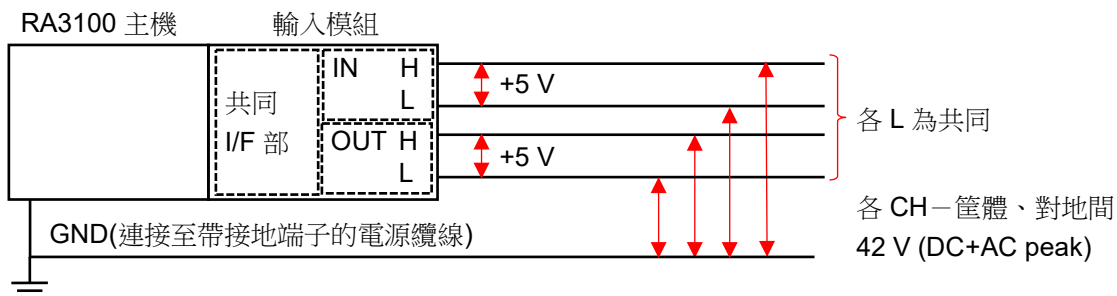 RA3100 主機
輸入模組
IN H
L
+5 V
共同
I/F 部
OUT H
L
+5 V
各 L 為共同
各 CH－筐體、對地間
42 V (DC+AC peak)
GND(連接至帶接地端子的電源纜線)